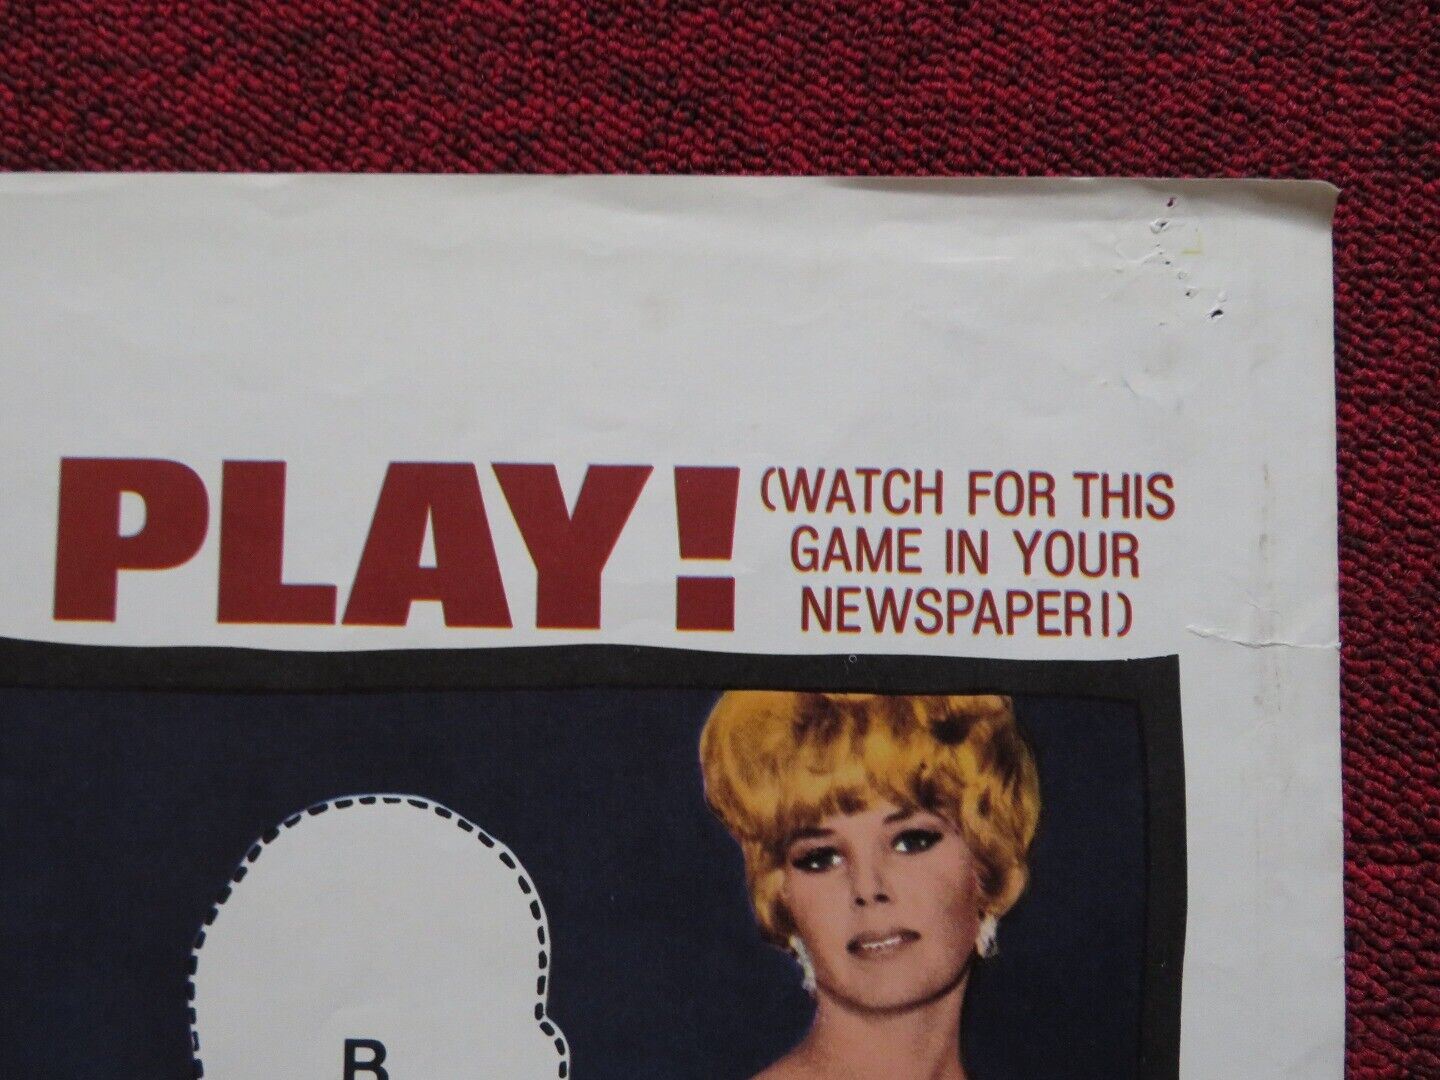 PLAY!
(WATCH FOR THIS
GAME IN YOUR
NEWSPAPER!)
B